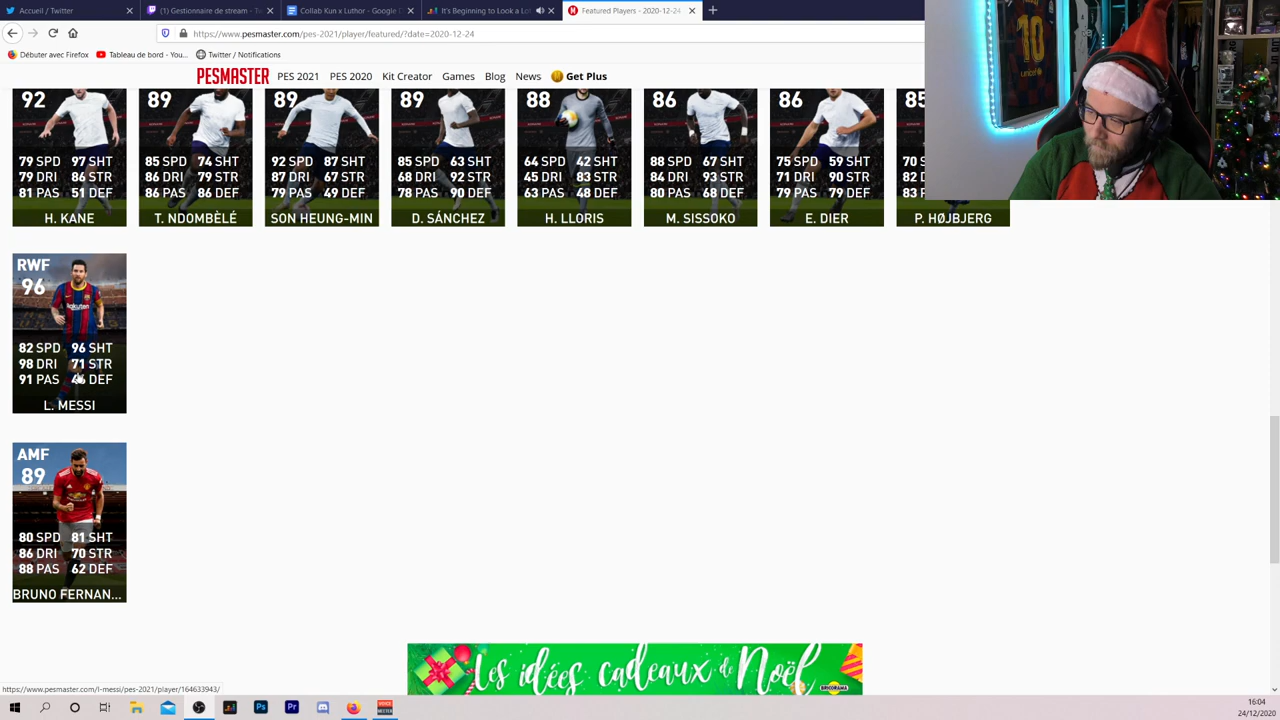 Accueil / Twitter
(1) Gestionnaire de stream - Tw
Collab Kun x Luthor - Google D
It's Beginning to Look a Lot
Featured Players - 2020-12-24
https://www.pesmaster.com/pes-2021/player/featured/?date=2020-12-24
Débuter avec Firefox
Tableau de bord - You...
Twitter / Notifications
PESMASTER PES 2021 PES 2020 Kit Creator Games Blog News Get Plus
92 89 89 89 88 86 86 85
79 SPD 97 SHT 85 SPD 74 SHT 92 SPD 87 SHT 85 SPD 63 SHT 64 SPD 42 SHT 88 SPD 67 SHT 75 SPD 59 SHT 70
79 DRI 86 STR 86 DRI 79 STR 87 DRI 67 STR 68 DRI 92 STR 45 DRI 83 STR 84 DRI 93 STR 71 DRI 90 STR 82
81 PAS 51 DEF 86 PAS 86 DEF 79 PAS 49 DEF 78 PAS 90 DEF 63 PAS 48 DEF 80 PAS 68 DEF 79 PAS 79 DEF 83
H. KANE T. NDOMBÈLÉ SON HEUNG-MIN D. SÁNCHEZ H. LLORIS M. SISSOKO E. DIER P. HØJBJERG
10
unicef
RWF
96
Rakuten
82 SPD 96 SHT
98 DRI 71 STR
91 PAS DEF
L. MESSI
AMF
89
80 SPD 81 SHT
86 DRI 70 STR
88 PAS 62 DEF
BRUNO FERNAN...
Les idées cadeaux de Noël
BRICORAMA
https://www.pesmaster.com/l-messi/pes-2021/player/164633943/
16:04
24/12/2020